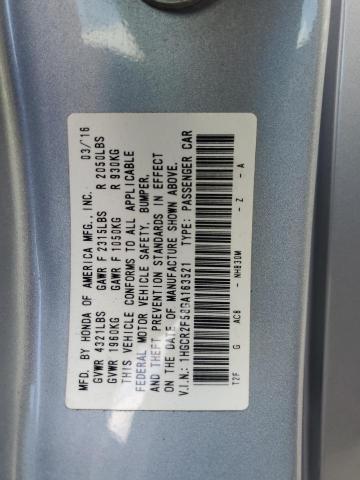 MFD. BY HONDA OF AMERICA MFG., INC. 03/16
GVWR 4321LBS GAWR F 2315LBS R 2050LBS
GVWR 1960KG GAWR F 1050KG R 930KG
THIS VEHICLE CONFORMS TO ALL APPLICABLE
FEDERAL MOTOR VEHICLE SAFETY, BUMPER,
AND THEFT PREVENTION STANDARDS IN EFFECT
ON THE DATE OF MANUFACTURE SHOWN ABOVE.
V.I.N.: TYPE: PASSENGER CAR
T2F G AC8 - NH830M - Z - A